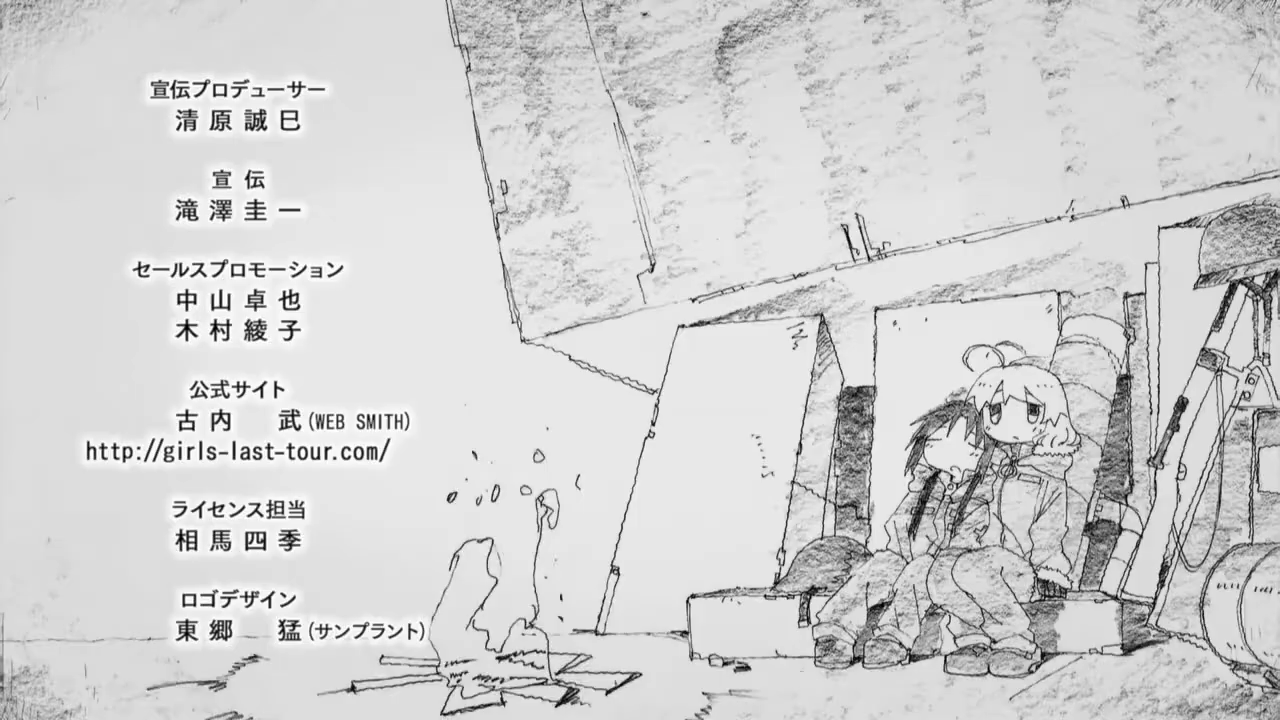 宣伝プロデューサー
清原誠巳
宣伝
滝澤圭一
セールスプロモーション
中山卓也
木村綾子
公式サイト
古内 武(WEB SMITH)
http://girls-last-tour.com/
ライセンス担当
相馬四季
ロゴデザイン
東郷 猛(サンプラント)